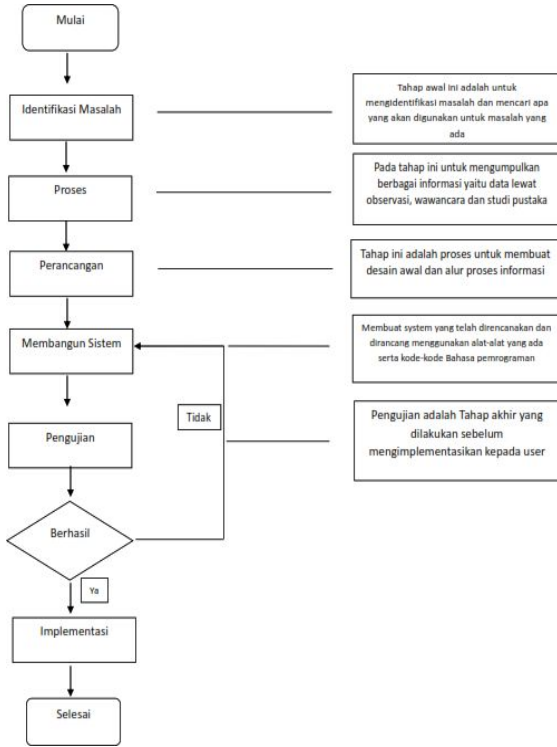 Mulai
Identifikasi Masalah
Tahap awal ini adalah untuk
mengidentifikasi masalah dan mencari apa
yang akan digunakan untuk masalah yang
ada
Proses
Pada tahap ini untuk mengumpulkan
berbagai informasi yaitu data lewat
observasi, wawancara dan studi pustaka
Perancangan
Tahap ini adalah proses untuk membuat
desain awal dan alur proses informasi
Membangun Sistem
Membuat system yang telah direncanakan dan
dirancang menggunakan alat-alat yang ada
serta kode-kode Bahasa pemrograman
Tidak
Pengujian
Pengujian adalah Tahap akhir yang
dilakukan sebelum
mengimplementasikan kepada user
Berhasil
Ya
Implementasi
Selesai